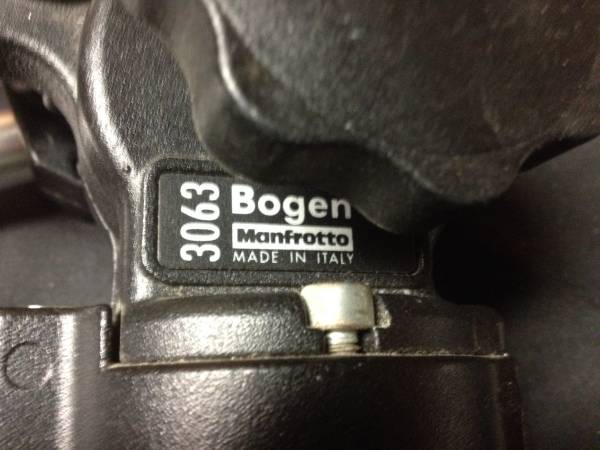 3063
Bogen
Manfrotto
MADE IN ITALY